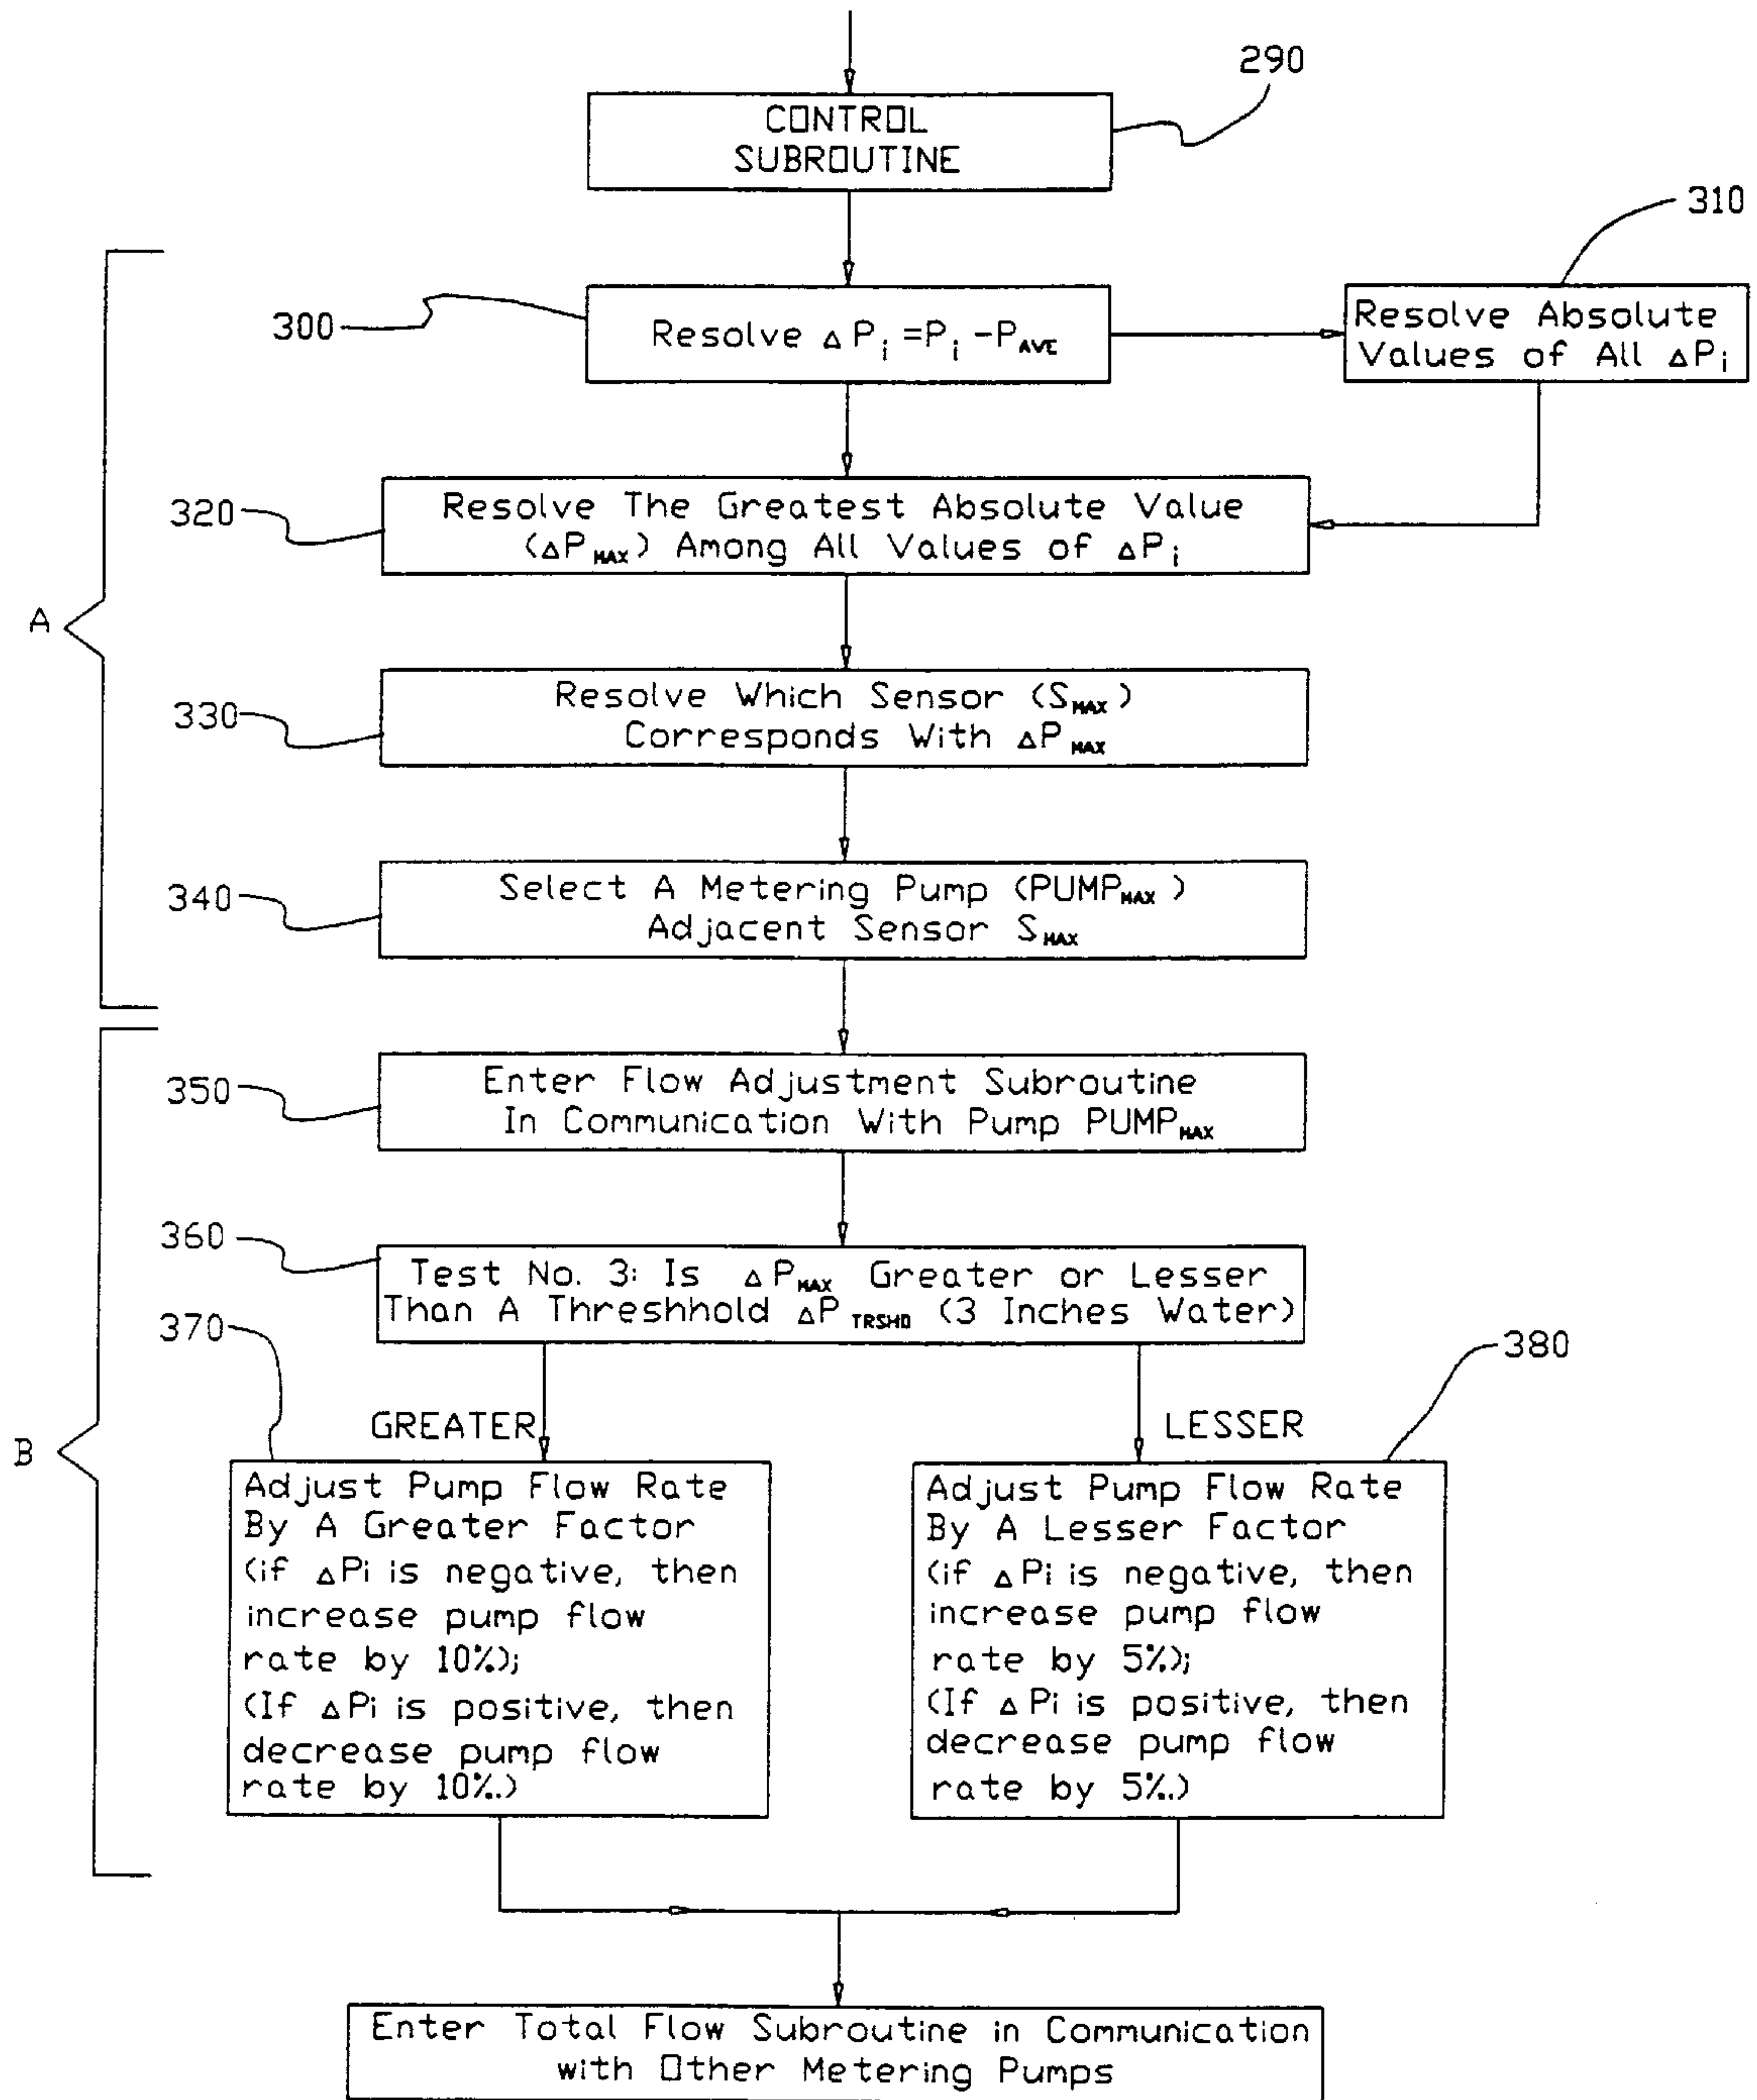 290
CONTROL
SUBROUTINE
310
300
Resolve ΔPi =Pi -PAVE
Resolve Absolute
Values of All ΔPi
320
Resolve The Greatest Absolute Value
(ΔPMAX) Among All Values of ΔPi
A
330
Resolve Which Sensor (SMAX)
Corresponds With ΔPMAX
340
Select A Metering Pump (PUMPMAX)
Adjacent Sensor SMAX
350
Enter Flow Adjustment Subroutine
In Communication With Pump PUMPMAX
360
Test No. 3: Is ΔPMAX Greater or Lesser
Than A Threshhold ΔPTRSHD (3 Inches Water)
370
380
GREATER
LESSER
B
Adjust Pump Flow Rate
By A Greater Factor
(if ΔPi is negative, then
increase pump flow
rate by 10%);
(If ΔPi is positive, then
decrease pump flow
rate by 10%.)
Adjust Pump Flow Rate
By A Lesser Factor
(if ΔPi is negative, then
increase pump flow
rate by 5%);
(If ΔPi is positive, then
decrease pump flow
rate by 5%.)
Enter Total Flow Subroutine in Communication
with Other Metering Pumps